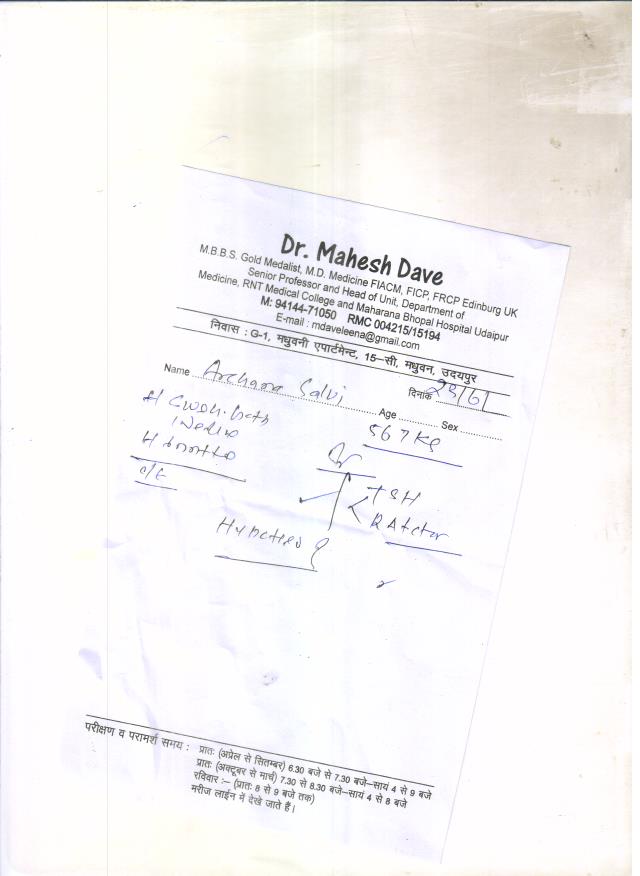 Dr. Mahesh Dave
M.B.B.S. Gold Medalist, M.D. Medicine FIACM, FICP, FRCP Edinburg UK
Senior Professor and Head of Unit, Department of
Medicine, RNT Medical College and Maharana Bhopal Hospital Udaipur
M: 94144-71050 RMC 004215/15194
E-mail : mdaveleena@gmail.com
निवास : G-1, मधुवनी एपार्टमेन्ट, 15–सी, मधुवन, उदयपुर
दिनांक
Name Archana Salvi Age Sex
56.7 Kg
TSH
RA
परीक्षण व परामर्श समय : प्रातः (अप्रेल से सितम्बर) 6.30 बजे से 7.30 बजे–सायं 4 से 9 बजे
प्रातः (अक्टूबर से मार्च) 7.30 से 8.30 बजे–सायं 4 से 8 बजे
रविवार :– (प्रातः 8 से 9 बजे तक)
मरीज लाईन में देखे जाते हैं।